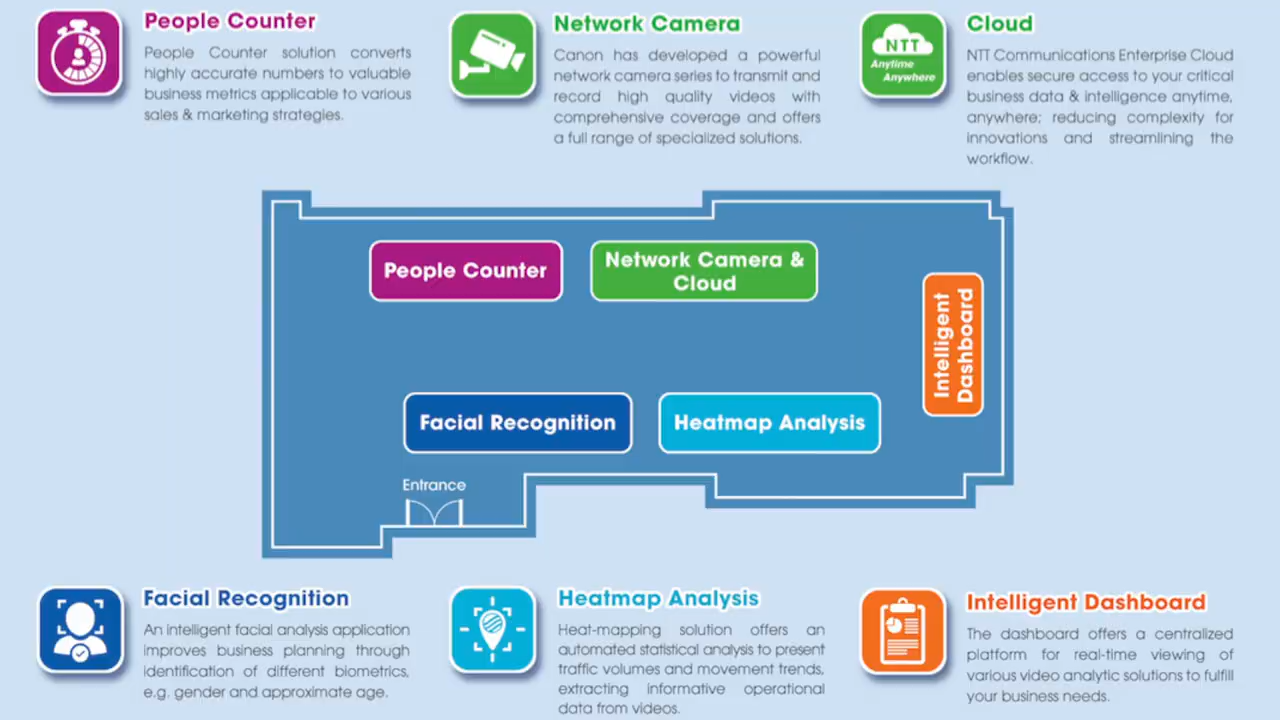 People Counter
People Counter solution converts
highly accurate numbers to valuable
business metrics applicable to various
sales & marketing strategies.
Network Camera
Canon has developed a powerful
network camera series to transmit and
record high quality videos with
comprehensive coverage and offers
a full range of specialized solutions.
NTT
Anytime
Anywhere
Cloud
NTT Communications Enterprise Cloud
enables secure access to your critical
business data & intelligence anytime,
anywhere; reducing complexity for
innovations and streamlining the
workflow.
People Counter
Network Camera &
Cloud
Intelligent
Dashboard
Facial Recognition
Heatmap Analysis
Entrance
Facial Recognition
An intelligent facial analysis application
improves business planning through
identification of different biometrics,
e.g. gender and approximate age.
Heatmap Analysis
Heat-mapping solution offers an
automated statistical analysis to present
traffic volumes and movement trends,
extracting informative operational
data from videos.
Intelligent Dashboard
The dashboard offers a centralized
platform for real-time viewing of
various video analytic solutions to fulfill
your business needs.